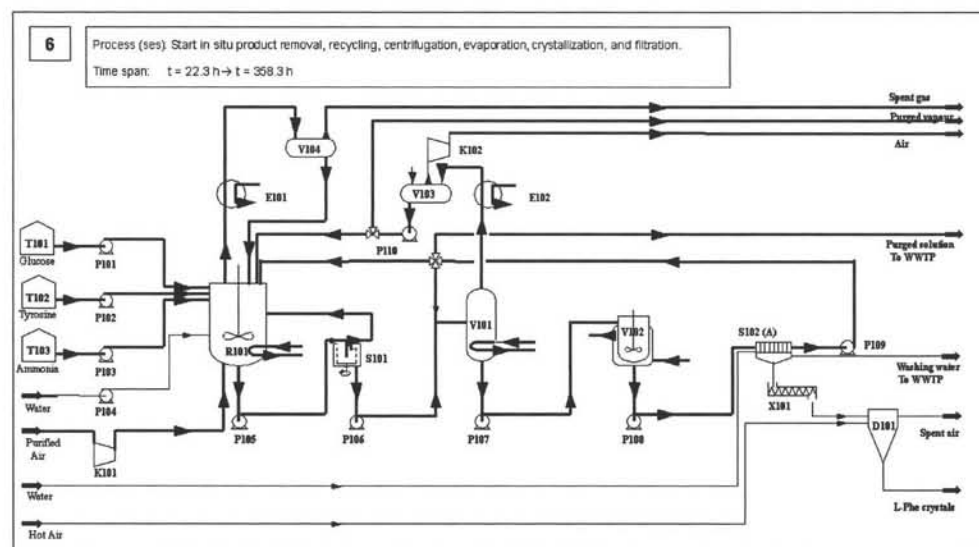 6
Process (ses): Start in situ product removal, recycling, centrifugation, evaporation, crystallization, and filtration.
Time span: t = 22.3 h → t = 358.3 h
Spent gas
Purged vapour
Air
V104
K102
E101
V103
E102
T101
Glucose
P101
P110
Purged solution
To WWTP
T102
Tyrosine
P102
V101
V102
S102 (A)
P109
T103
Ammonia
P103
R101
S101
Washing water
To WWTP
Water
P104
X101
P105
P106
P107
P108
D101
Spent air
Purified
Air
K101
Water
L-Phe crystals
Hot Air